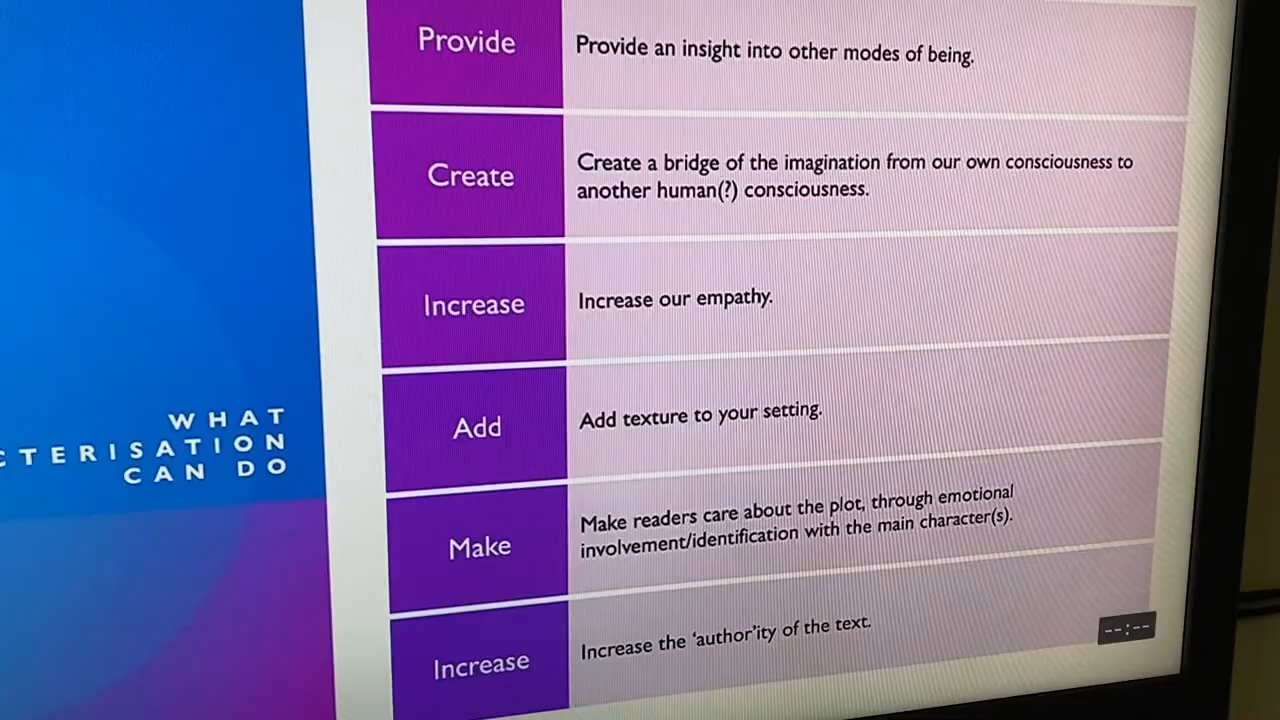 WHAT
CTERISATION
CAN DO
Provide
Provide an insight into other modes of being.
Create
Create a bridge of the imagination from our own consciousness to
another human(?) consciousness.
Increase
Increase our empathy.
Add
Add texture to your setting.
Make
Make readers care about the plot, through emotional
involvement/identification with the main character(s).
Increase
Increase the ‘author’ity of the text.
--:--